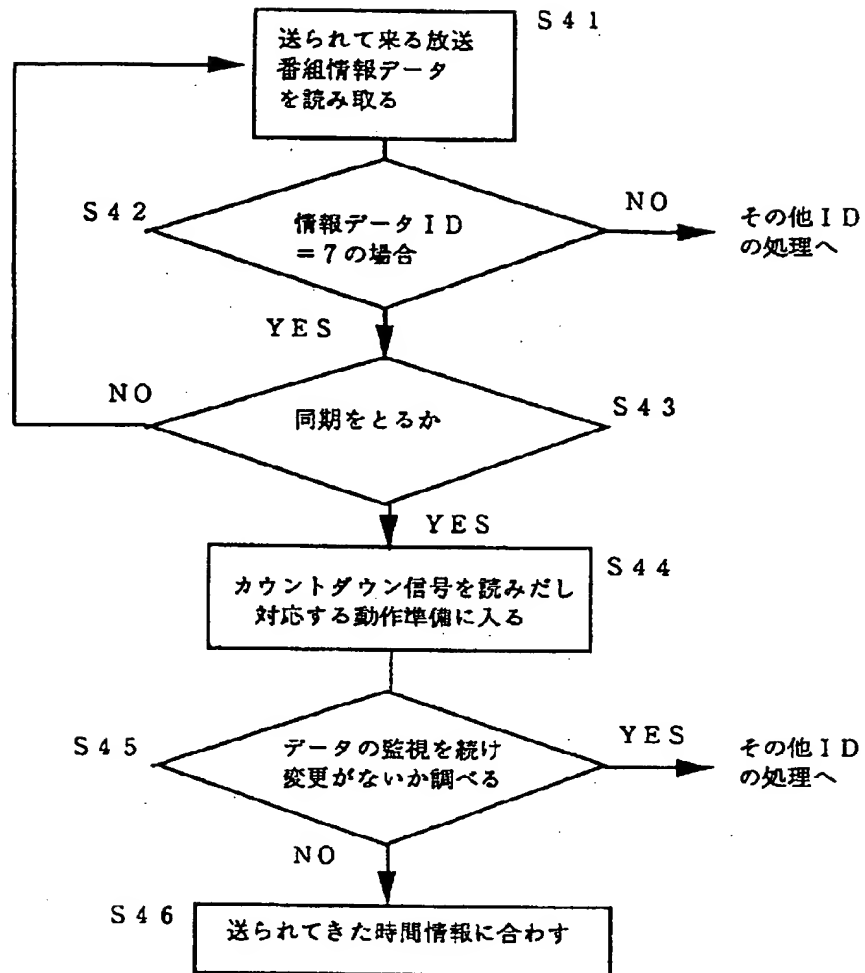 S41
送られて来る放送
番組情報データ
を読み取る
S42
情報データID
=7の場合
NO
その他ID
の処理へ
YES
NO
同期をとるか
S43
YES
S44
カウントダウン信号を読みだし
対応する動作準備に入る
S45
データの監視を続け
変更がないか調べる
YES
その他ID
の処理へ
NO
S46
送られてきた時間情報に合わす